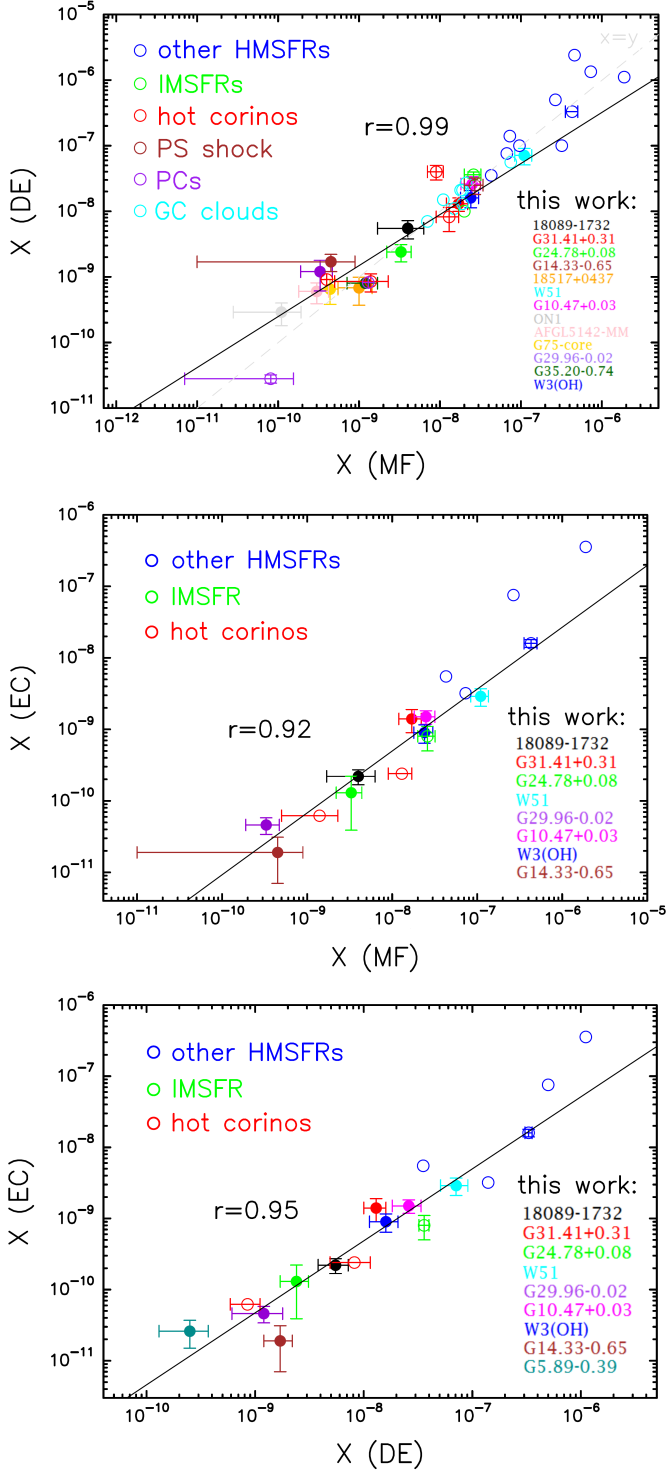 10⁻⁵
x=y
other HMSFRs
10⁻⁶
IMSFRs
hot corinos
r=0.99
10⁻⁷
PS shock
PCs
this work:
GC clouds
10⁻⁸
18089-1732
G31.41+0.31
G24.78+0.08
G14.33-0.65
10⁻⁹
18517+0437
W51
G10.47+0.03
ON1
AFGL5142-MM
10⁻¹⁰
G75-core
G29.96-0.02
G35.20-0.74
W3(OH)
10⁻¹¹
X (DE)
10⁻¹² 10⁻¹¹ 10⁻¹⁰ 10⁻⁹ 10⁻⁸ 10⁻⁷ 10⁻⁶
X (MF)
10⁻⁶
other HMSFRs
10⁻⁷
IMSFR
hot corinos
10⁻⁸
r=0.92
this work:
10⁻⁹
18089-1732
G31.41+0.31
G24.78+0.08
W51
10⁻¹⁰
G29.96-0.02
G10.47+0.03
W3(OH)
10⁻¹¹
G14.33-0.65
X (EC)
10⁻¹¹ 10⁻¹⁰ 10⁻⁹ 10⁻⁸ 10⁻⁷ 10⁻⁶ 10⁻⁵
X (MF)
10⁻⁶
other HMSFRs
10⁻⁷
IMSFR
hot corinos
10⁻⁸
this work:
r=0.95
10⁻⁹
18089-1732
G31.41+0.31
G24.78+0.08
W51
10⁻¹⁰
G29.96-0.02
G10.47+0.03
W3(OH)
G14.33-0.65
10⁻¹¹
G5.89-0.39
X (EC)
10⁻¹⁰ 10⁻⁹ 10⁻⁸ 10⁻⁷ 10⁻⁶
X (DE)